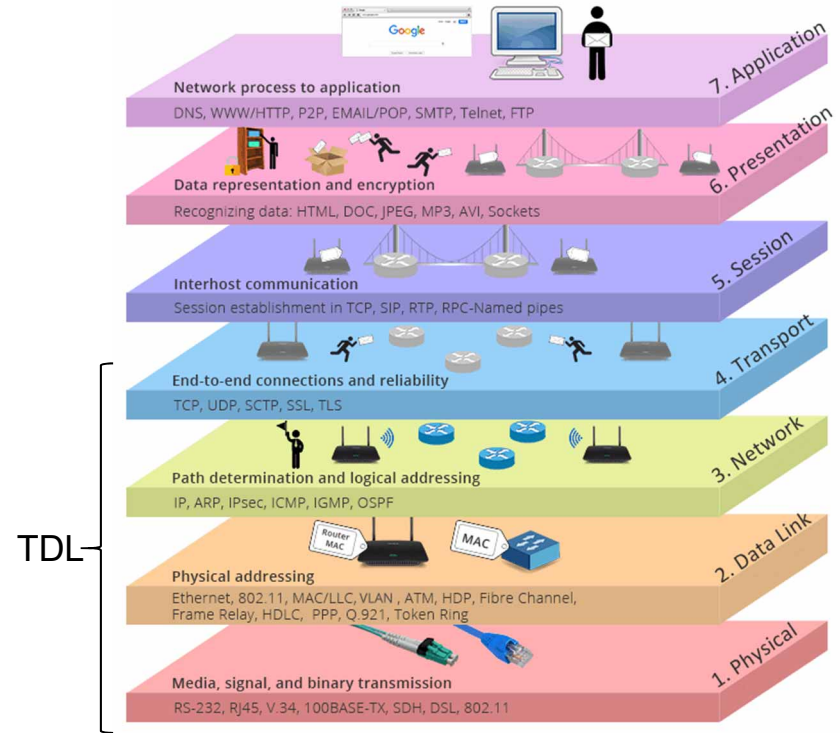 Google
7. Application
Network process to application
DNS, WWW/HTTP, P2P, EMAIL/POP, SMTP, Telnet, FTP
6. Presentation
Data representation and encryption
Recognizing data: HTML, DOC, JPEG, MP3, AVI, Sockets
5. Session
Interhost communication
Session establishment in TCP, SIP, RTP, RPC-Named pipes
4. Transport
End-to-end connections and reliability
TCP, UDP, SCTP, SSL, TLS
3. Network
Path determination and logical addressing
IP, ARP, IPsec, ICMP, IGMP, OSPF
TDL
2. Data Link
Router
MAC
MAC
Physical addressing
Ethernet, 802.11, MAC/LLC, VLAN , ATM, HDP, Fibre Channel,
Frame Relay, HDLC, PPP, Q.921, Token Ring
1. Physical
Media, signal, and binary transmission
RS-232, RJ45, V.34, 100BASE-TX, SDH, DSL, 802.11